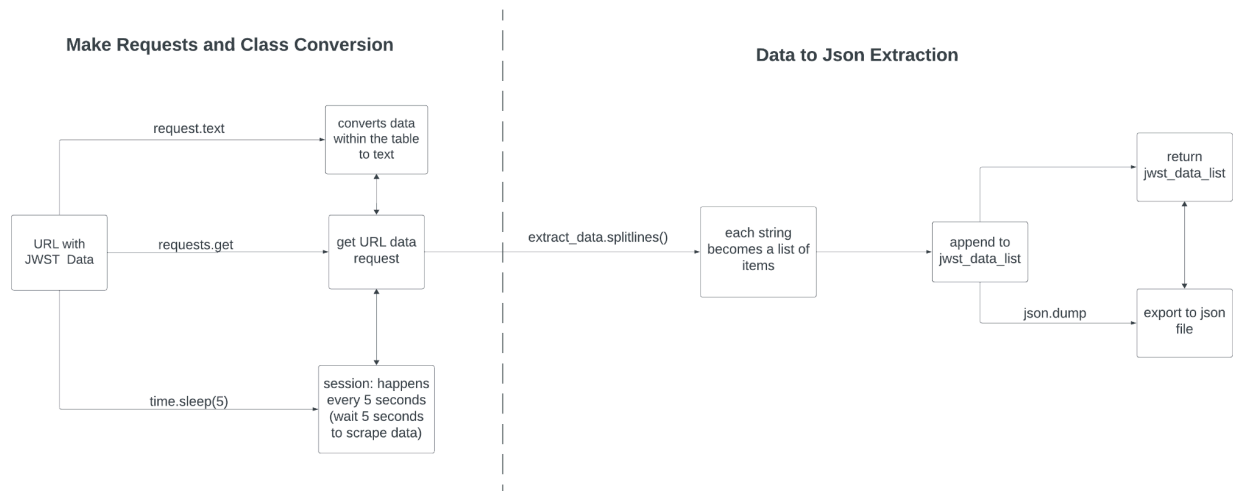 Make Requests and Class Conversion
Data to Json Extraction
request.text
converts data
within the table
to text
URL with
JWST Data
requests.get
get URL data
request
time.sleep(5)
session: happens
every 5 seconds
(wait 5 seconds
to scrape data)
extract_data.splitlines()
each string
becomes a list of
items
append to
jwst_data_list
return
jwst_data_list
json.dump
export to json
file